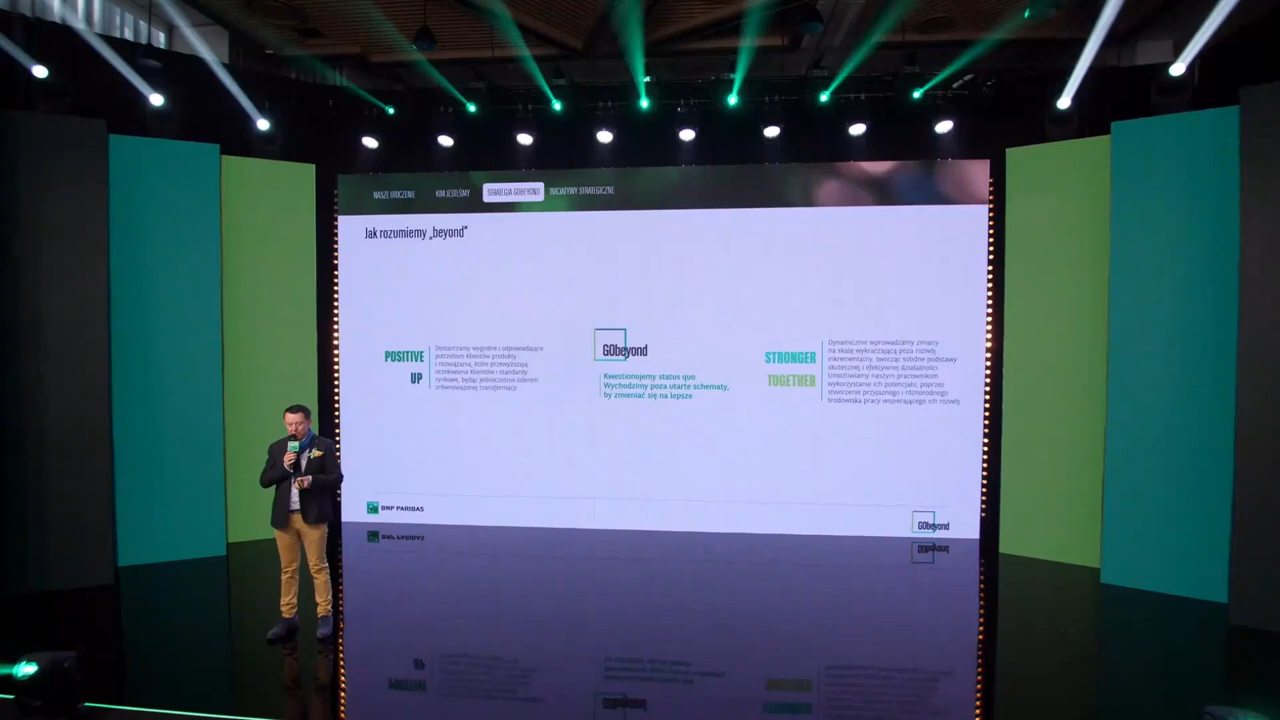 NASZE OTOCZENIE KIM JESTEŚMY STRATEGIA GOBEYOND INICJATYWY STRATEGICZNE
Jak rozumiemy „beyond"
POSITIVE
UP
Dostarczamy wygodne i odpowiadające
potrzebom Klientów produkty
i rozwiązania, które przewyższają
oczekiwania Klientów i standardy
rynkowe, będąc jednocześnie liderem
zrównoważonej transformacji
GObeyond
Kwestionujemy status quo
Wychodzimy poza utarte schematy,
by zmieniać się na lepsze
STRONGER
TOGETHER
Dynamicznie wprowadzamy zmiany
na skalę wykraczającą poza rozwój
inkrementalny, tworząc solidne podstawy
skutecznej i efektywnej działalności
Umożliwiamy naszym pracownikom
wykorzystanie ich potencjału, poprzez
stworzenie przyjaznego i różnorodnego
środowiska pracy wspierającego ich rozwój
BNP PARIBAS
GObeyond